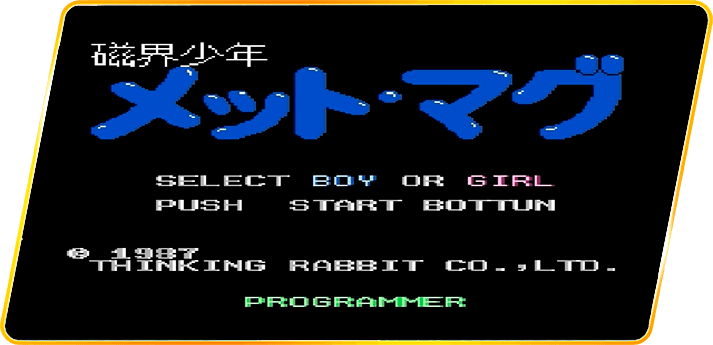 磁界少年
メット・マグ
SELECT BOY OR GIRL
PUSH START BOTTUN
© 1987
THINKING RABBIT CO.,LTD.
PROGRAMMER